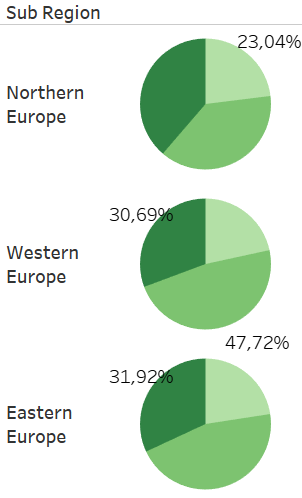 Sub Region
23,04%
Northern
Europe
30,69%
Western
Europe
47,72%
31,92%
Eastern
Europe